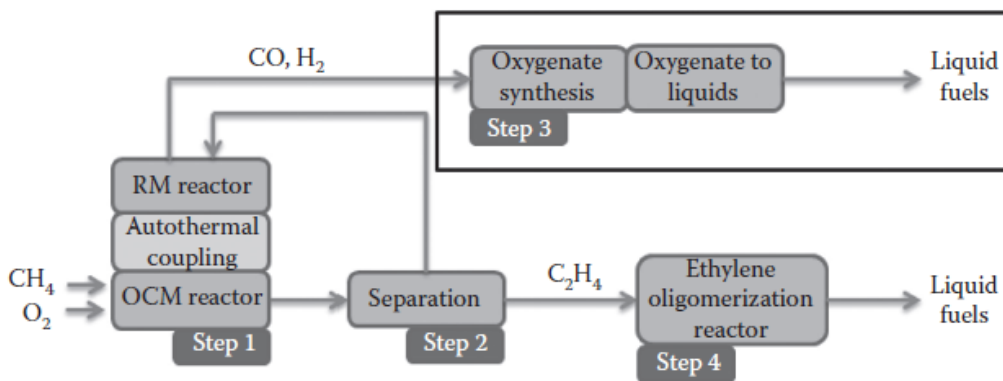 CO, H₂
Oxygenate
synthesis
Step 3
Oxygenate to
liquids
Liquid
fuels
RM reactor
Autothermal
coupling
CH₄
O₂
OCM reactor
Step 1
Separation
Step 2
C₂H₄
Ethylene
oligomerization
reactor
Step 4
Liquid
fuels